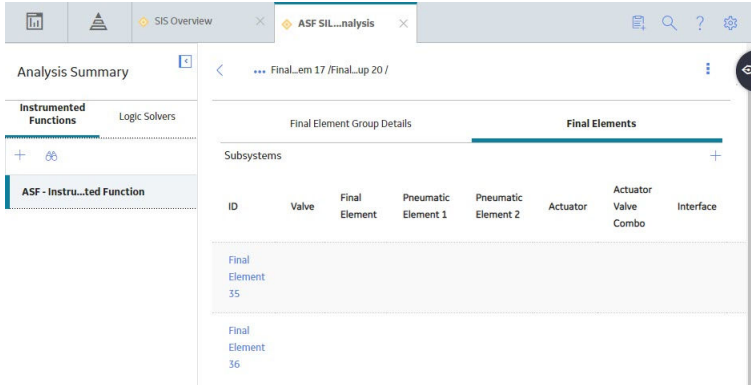 SIS Overview
ASF SIL...nalysis
Analysis Summary
... Final...em 17 /Final...up 20 /
Instrumented Functions
Logic Solvers
Final Element Group Details
Final Elements
Subsystems
ASF - Instru...ted Function
ID
Valve
Final Element
Pneumatic Element 1
Pneumatic Element 2
Actuator
Actuator Valve Combo
Interface
Final
Element
35
Final
Element
36